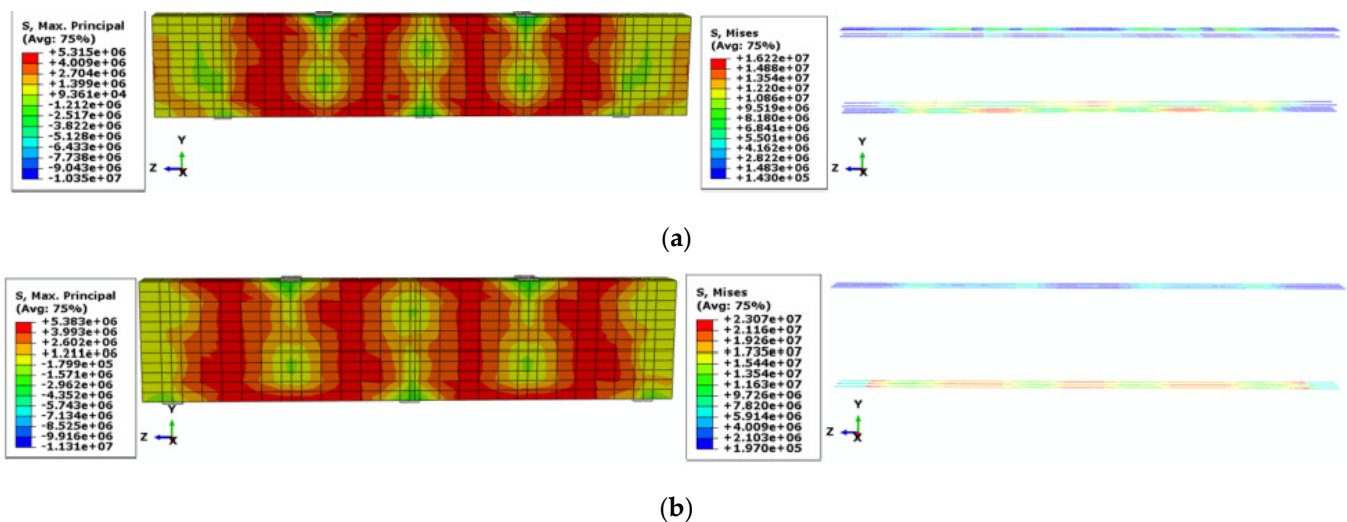 S, Max. Principal
(Avg: 75%)
+5.315e+06
+4.009e+06
+2.704e+06
+1.399e+06
+9.361e+04
-1.212e+06
-2.517e+06
-3.822e+06
-5.128e+06
-6.433e+06
-7.738e+06
-9.043e+06
-1.035e+07
Y
Z
X
S, Mises
(Avg: 75%)
+1.622e+07
+1.488e+07
+1.354e+07
+1.220e+07
+1.086e+07
+9.519e+06
+8.180e+06
+6.841e+06
+5.501e+06
+4.162e+06
+2.822e+06
+1.483e+06
+1.430e+05
Y
Z
X
(a)
S, Max. Principal
(Avg: 75%)
+5.383e+06
+3.993e+06
+2.602e+06
+1.211e+06
-1.799e+05
-1.571e+06
-2.962e+06
-4.352e+06
-5.743e+06
-7.134e+06
-8.525e+06
-9.916e+06
-1.131e+07
Y
Z
X
S, Mises
(Avg: 75%)
+2.307e+07
+2.116e+07
+1.926e+07
+1.735e+07
+1.544e+07
+1.354e+07
+1.163e+07
+9.726e+06
+7.820e+06
+5.914e+06
+4.009e+06
+2.103e+06
+1.970e+05
Y
Z
X
(b)